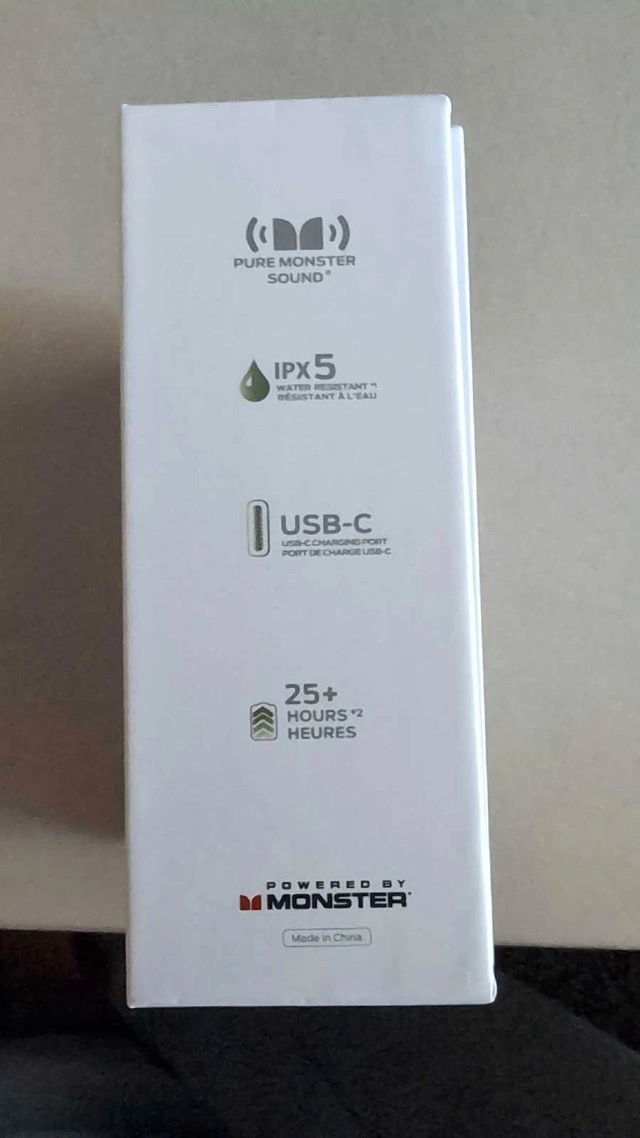 PURE MONSTER
SOUND®
IPX5
WATER RESISTANT *1
RÉSISTANT À L'EAU
USB-C
USB-C CHARGING PORT
PORT DE CHARGE USB-C
25+
HOURS *2
HEURES
POWERED BY
MONSTER
Made in China